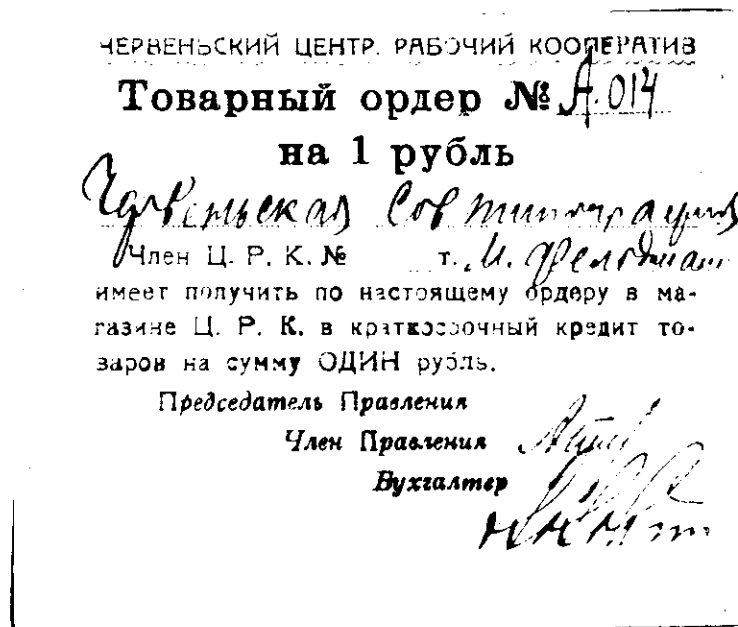 ЧЕРВЕНЬСКИЙ ЦЕНТР. РАБОЧИЙ КООПЕРАТИВ
Товарный ордер № А.014
на 1 рубль
Червеньская Сов типография
Член Ц. Р. К. № т. И. Фельдман
имеет получить по настоящему ордеру в ма-
газине Ц. Р. К. в краткосрочный кредит то-
варов на сумму ОДИН рубль.
Председатель Правления
Член Правления
Бухгалтер